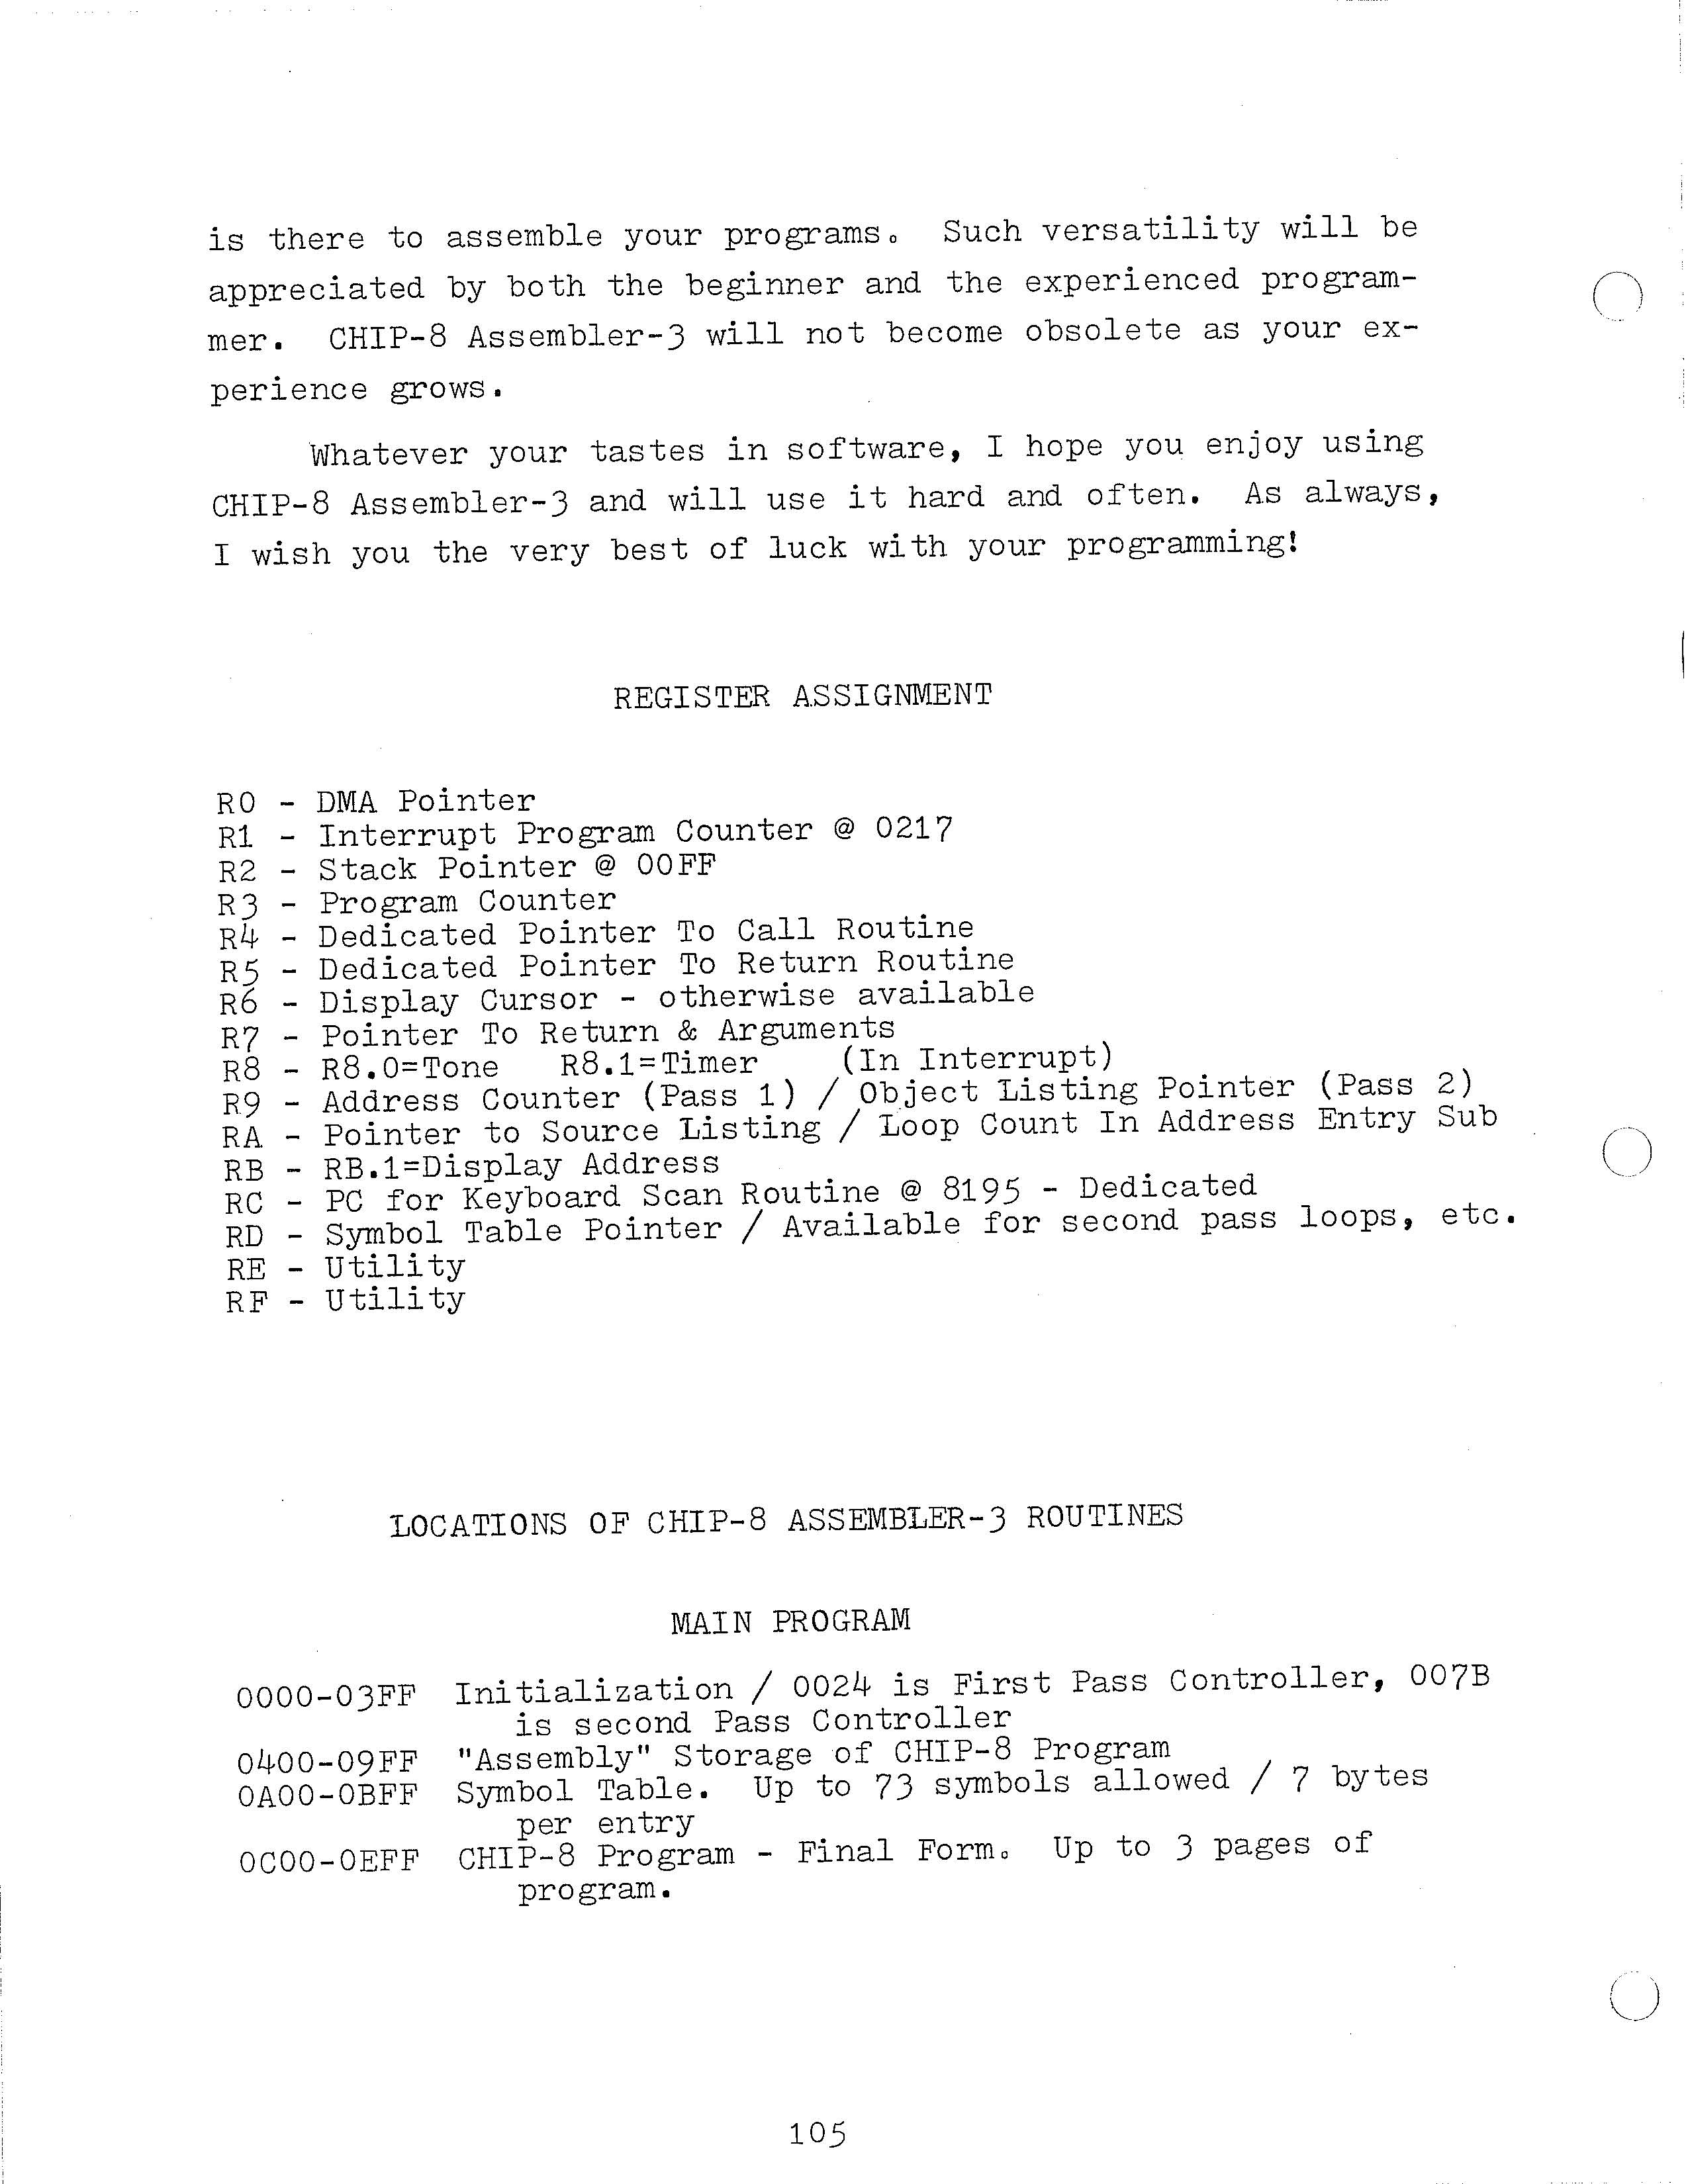 is there to assemble your programs. Such versatility will be
appreciated by both the beginner and the experienced program-
mer. CHIP-8 Assembler-3 will not become obsolete as your ex-
perience grows.
Whatever your tastes in software, I hope you enjoy using
CHIP-8 Assembler-3 and will use it hard and often. As always,
I wish you the very best of luck with your programming!
REGISTER ASSIGNMENT
R0 - DMA Pointer
R1 - Interrupt Program Counter @ 0217
R2 - Stack Pointer @ 00FF
R3 - Program Counter
R4 - Dedicated Pointer To Call Routine
R5 - Dedicated Pointer To Return Routine
R6 - Display Cursor - otherwise available
R7 - Pointer To Return & Arguments
R8 - R8.0=Tone R8.1=Timer (In Interrupt)
R9 - Address Counter (Pass 1) / Object Listing Pointer (Pass 2)
RA - Pointer to Source Listing / Loop Count In Address Entry Sub
RB - RB.1=Display Address
RC - PC for Keyboard Scan Routine @ 8195 - Dedicated
RD - Symbol Table Pointer / Available for second pass loops, etc.
RE - Utility
RF - Utility
LOCATIONS OF CHIP-8 ASSEMBLER-3 ROUTINES
MAIN PROGRAM
0000-03FF Initialization / 0024 is First Pass Controller, 007B
is second Pass Controller
0400-09FF "Assembly" Storage of CHIP-8 Program
0A00-0BFF Symbol Table. Up to 73 symbols allowed / 7 bytes
per entry
0C00-0EFF CHIP-8 Program - Final Form. Up to 3 pages of
program.
105